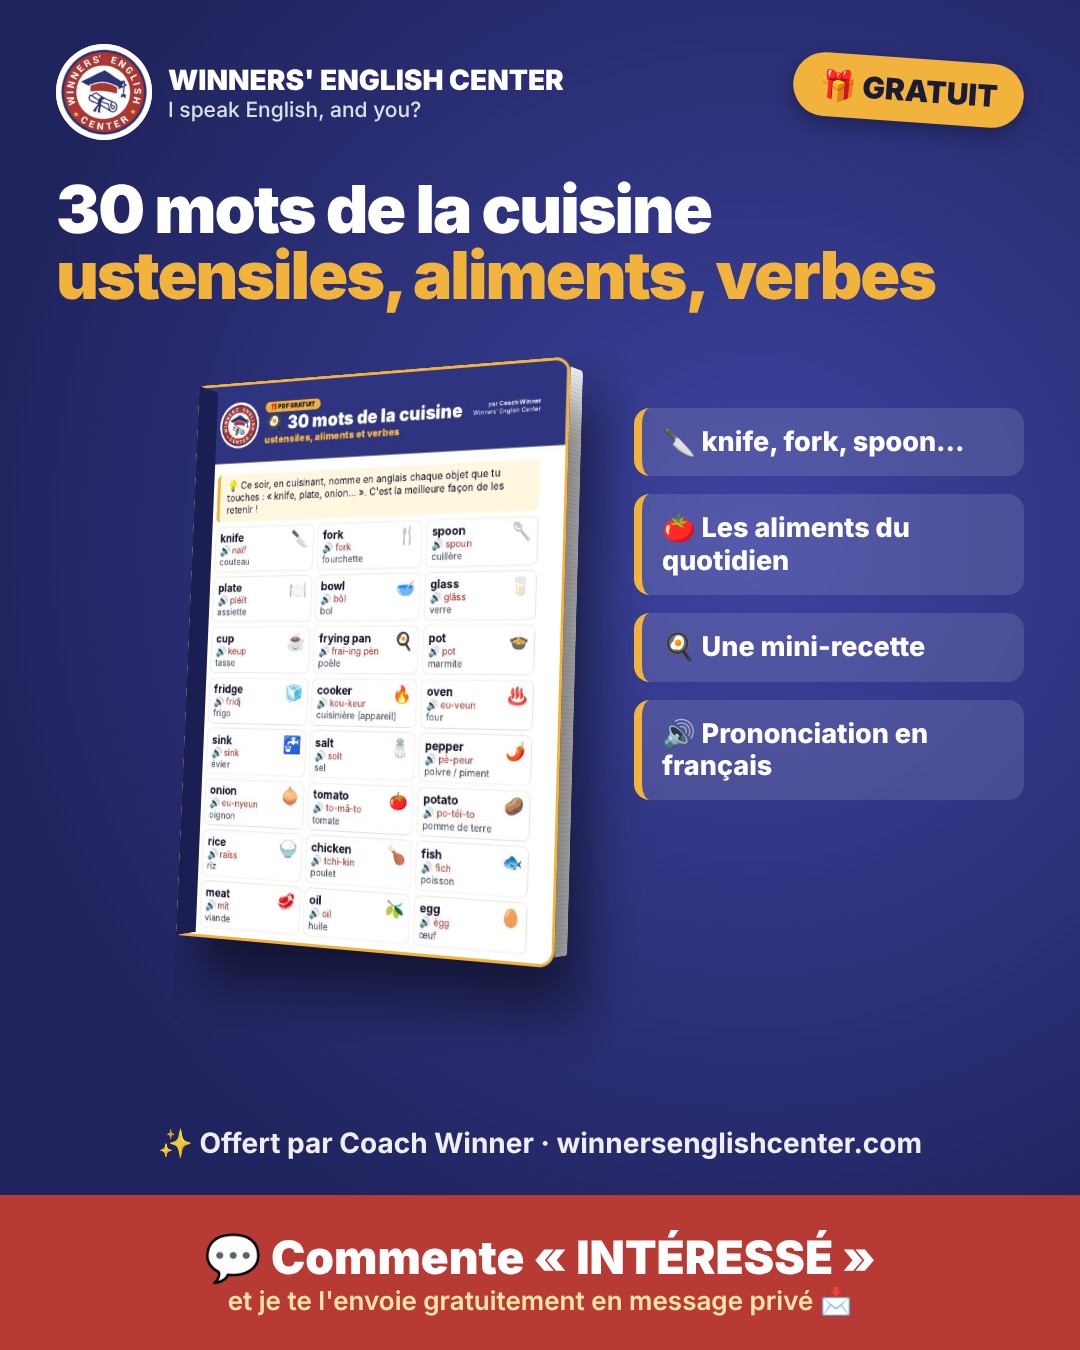 WINNERS' ENGLISH CENTER
WINNERS' ENGLISH CENTER
I speak English, and you?
🎁 GRATUIT
30 mots de la cuisine
ustensiles, aliments, verbes
WINNERS' ENGLISH CENTER
🎁 PDF GRATUIT
🍳 30 mots de la cuisine
ustensiles, aliments et verbes
par Coach Winner
Winners' English Center
💡 Ce soir, en cuisinant, nomme en anglais chaque objet que tu
touches : « knife, plate, onion... ». C'est la meilleure façon de les
retenir !
knife
🔊 naïf
couteau
fork
🔊 fork
fourchette
spoon
🔊 spoun
cuillère
plate
🔊 pléït
assiette
bowl
🔊 bôl
bol
glass
🔊 glâss
verre
cup
🔊 keup
tasse
frying pan
🔊 fraï-ing pèn
poêle
pot
🔊 pot
marmite
fridge
🔊 fridj
frigo
cooker
🔊 kou-keur
cuisinière (appareil)
oven
🔊 eu-veun
four
sink
🔊 sink
évier
salt
🔊 solt
sel
pepper
🔊 pè-peur
poivre / piment
onion
🔊 eu-nyeun
oignon
tomato
🔊 to-mâ-to
tomate
potato
🔊 po-téï-to
pomme de terre
rice
🔊 raïss
riz
chicken
🔊 tchi-kin
poulet
fish
🔊 fich
poisson
meat
🔊 mît
viande
oil
🔊 oil
huile
egg
🔊 ègg
œuf
🔪 knife, fork, spoon...
🍅 Les aliments du
quotidien
🍳 Une mini-recette
🔊 Prononciation en
français
✨ Offert par Coach Winner · winnersenglishcenter.com
💬 Commente « INTÉRESSÉ »
et je te l'envoie gratuitement en message privé 📩